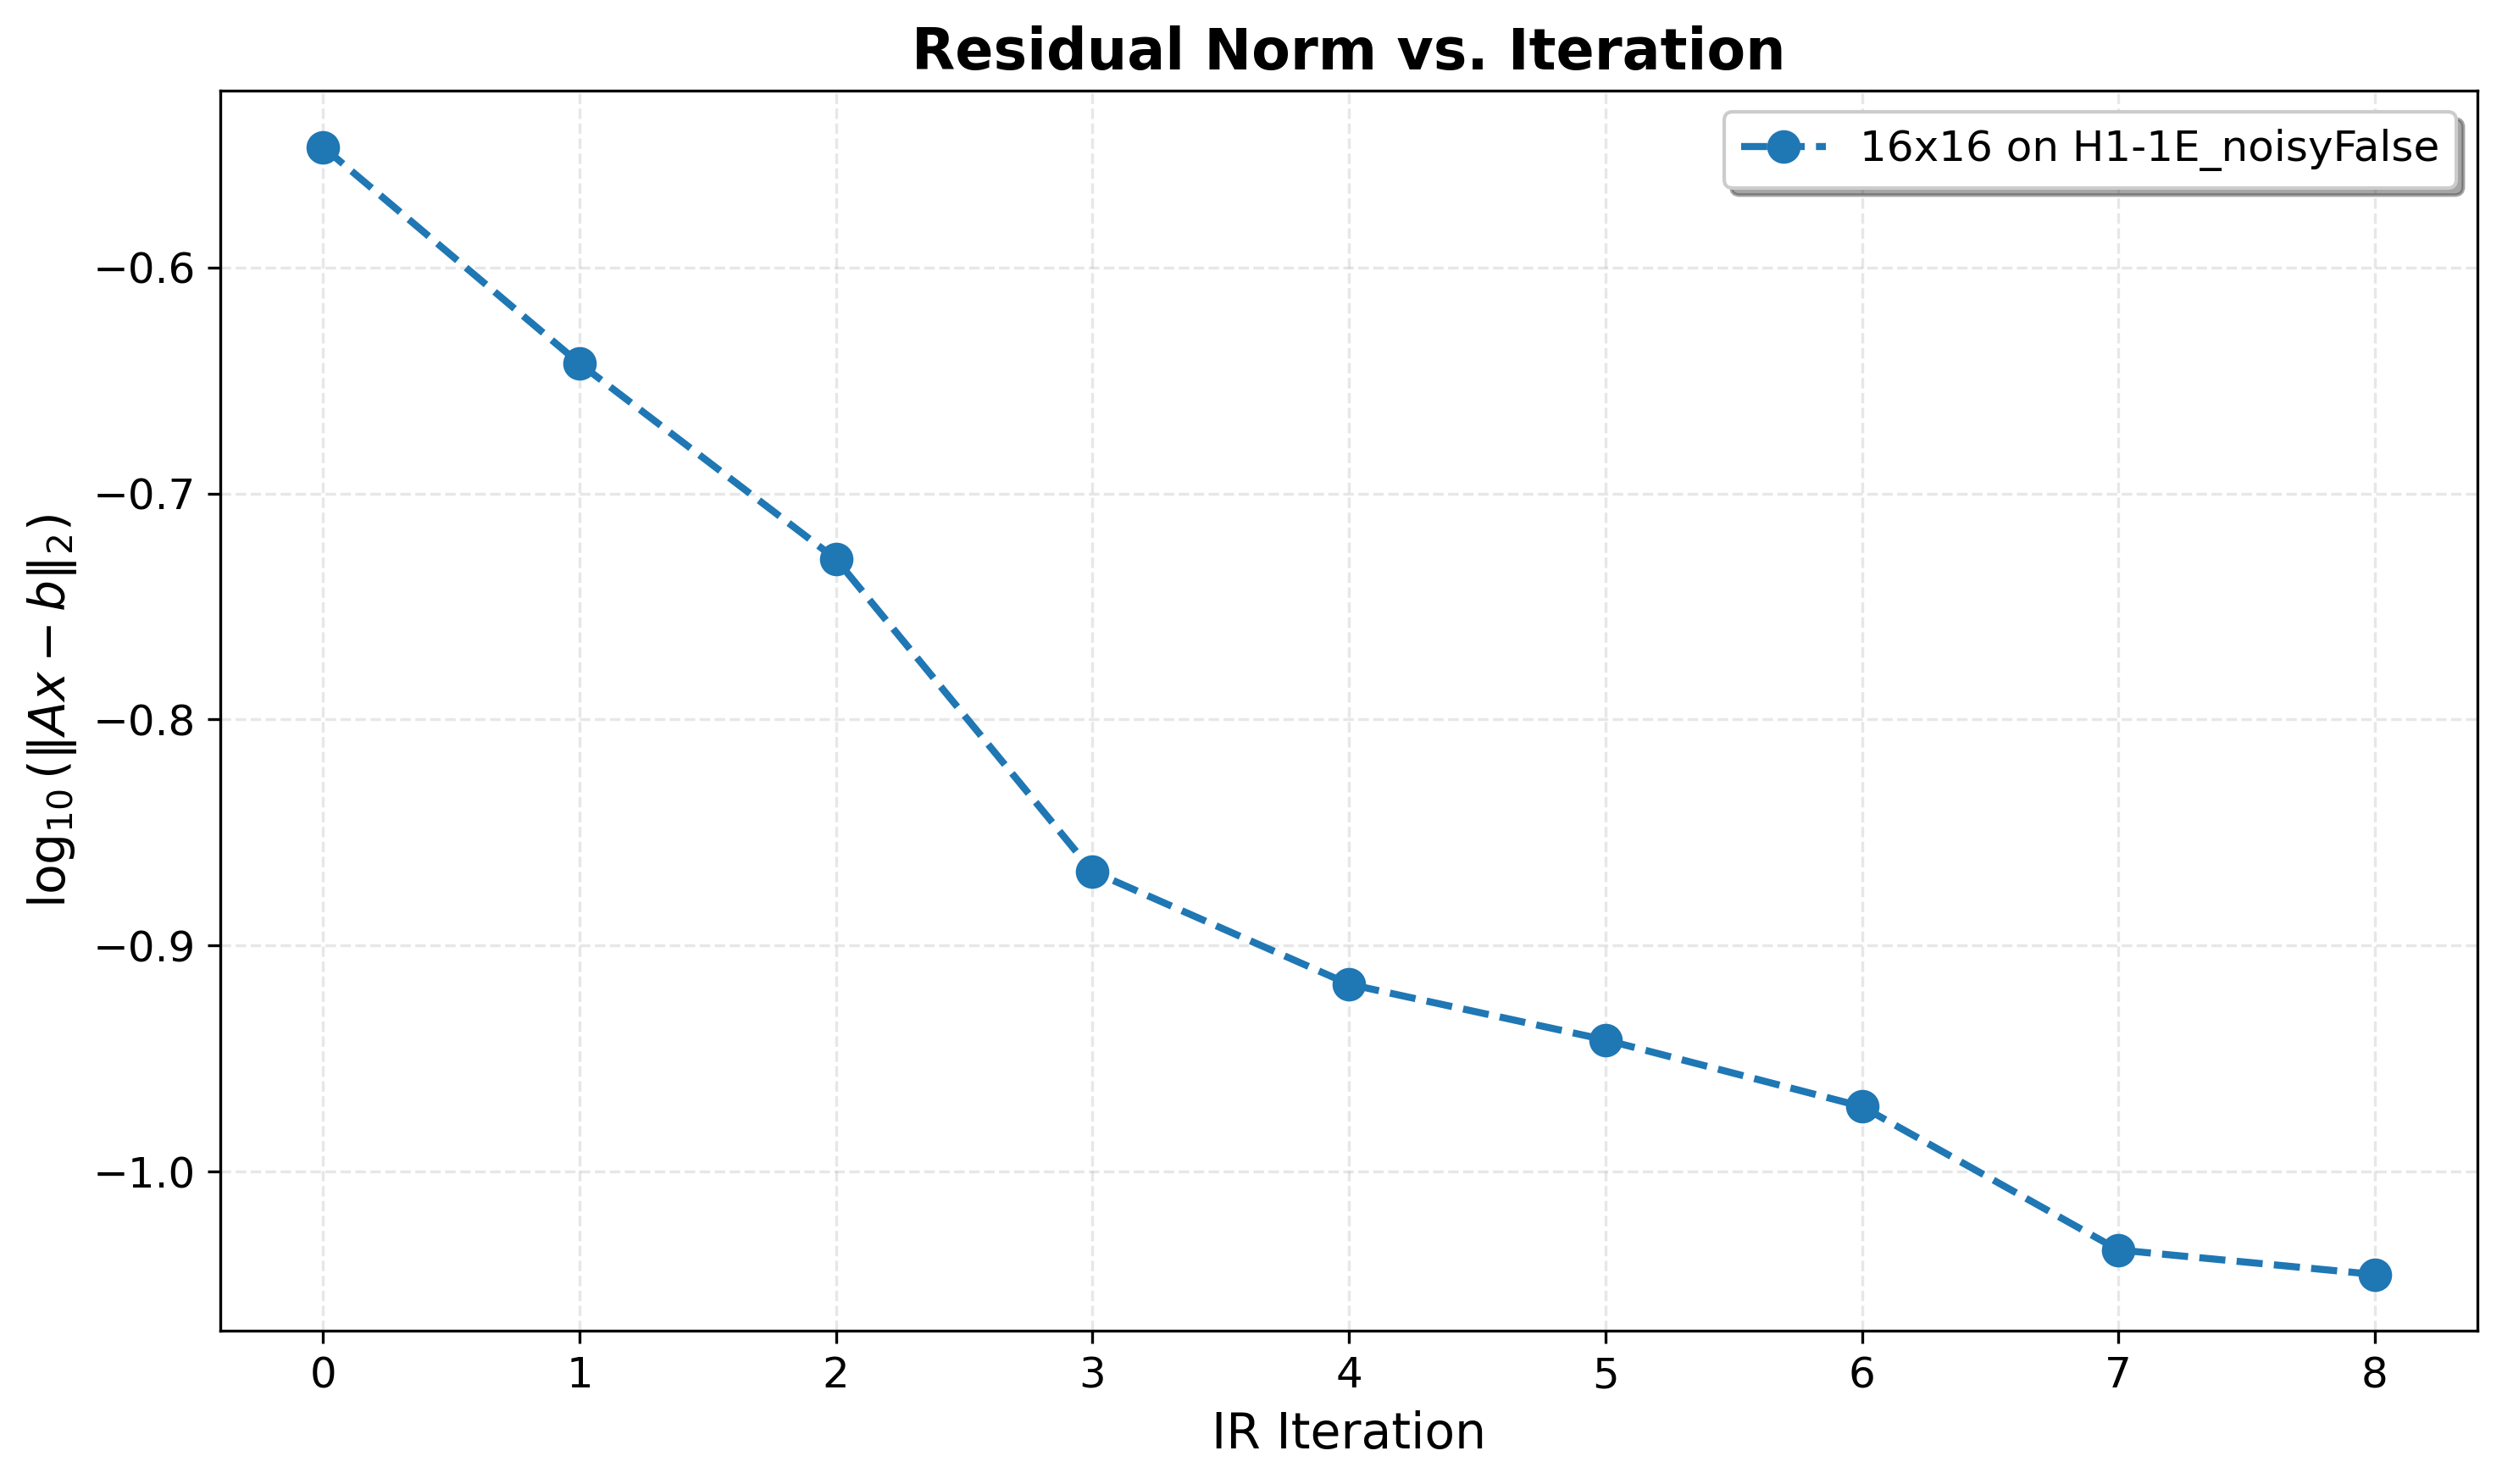 Residual Norm vs. Iteration
16x16 on H1-1E_noisyFalse
log₁₀ (‖Ax − b‖₂)
−0.6
−0.7
−0.8
−0.9
−1.0
0 1 2 3 4 5 6 7 8
IR Iteration